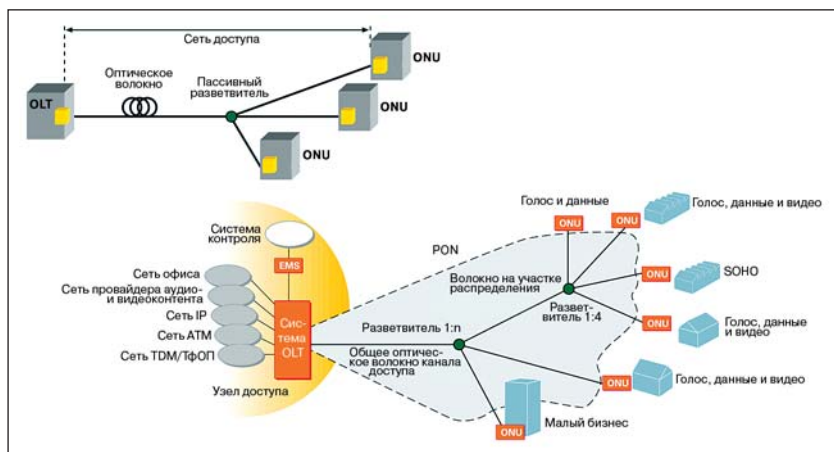 Сеть доступа
Оптическое
волокно
Пассивный
разветвитель
OLT
ONU
ONU
ONU
Система
контроля
EMS
Сеть офиса
Сеть провайдера аудио-
и видеоконтента
Сеть IP
Сеть ATM
Сеть TDM/ТфОП
Сис-
тема
OLT
Узел доступа
PON
Разветвитель 1:n
Общее оптичес-
кое волокно канала
доступа
Волокно на участке
распределения
Развет-
витель 1:4
Голос и данные
ONU
ONU
Голос, данные и видео
ONU
SOHO
ONU
Голос, данные
и видео
ONU
Голос, данные и видео
ONU
Малый бизнес